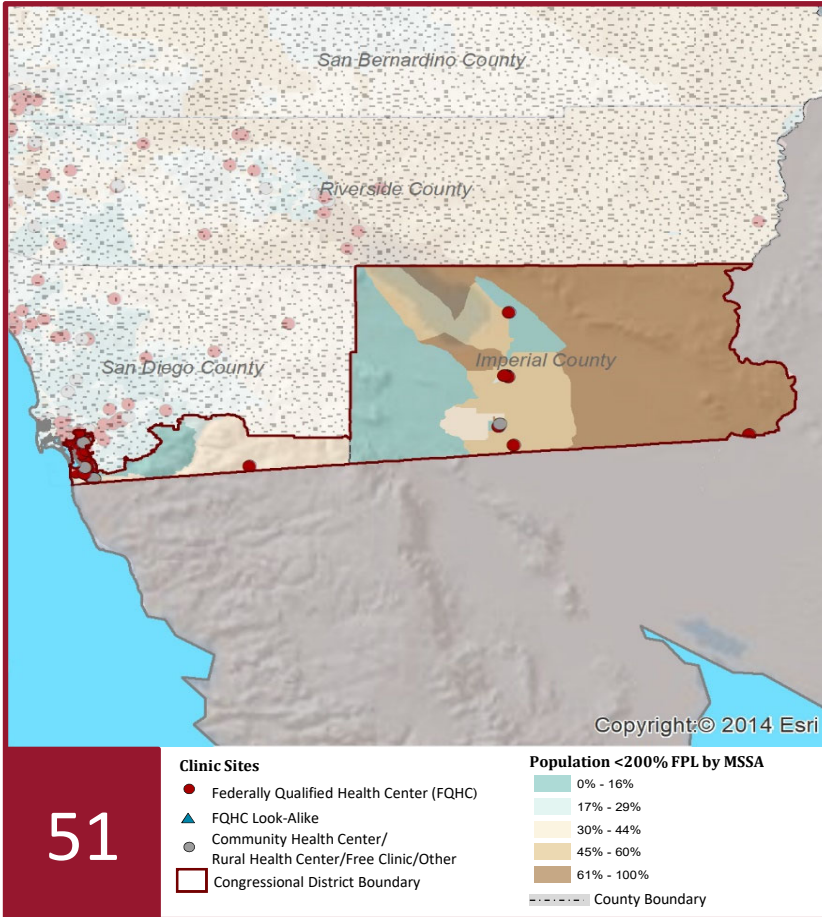 San Bernardino County
Riverside County
San Diego County
Imperial County
Copyright:© 2014 Esri
51
Clinic Sites
Federally Qualified Health Center (FQHC)
FQHC Look-Alike
Community Health Center/
Rural Health Center/Free Clinic/Other
Congressional District Boundary
Population <200% FPL by MSSA
0% - 16%
17% - 29%
30% - 44%
45% - 60%
61% - 100%
County Boundary